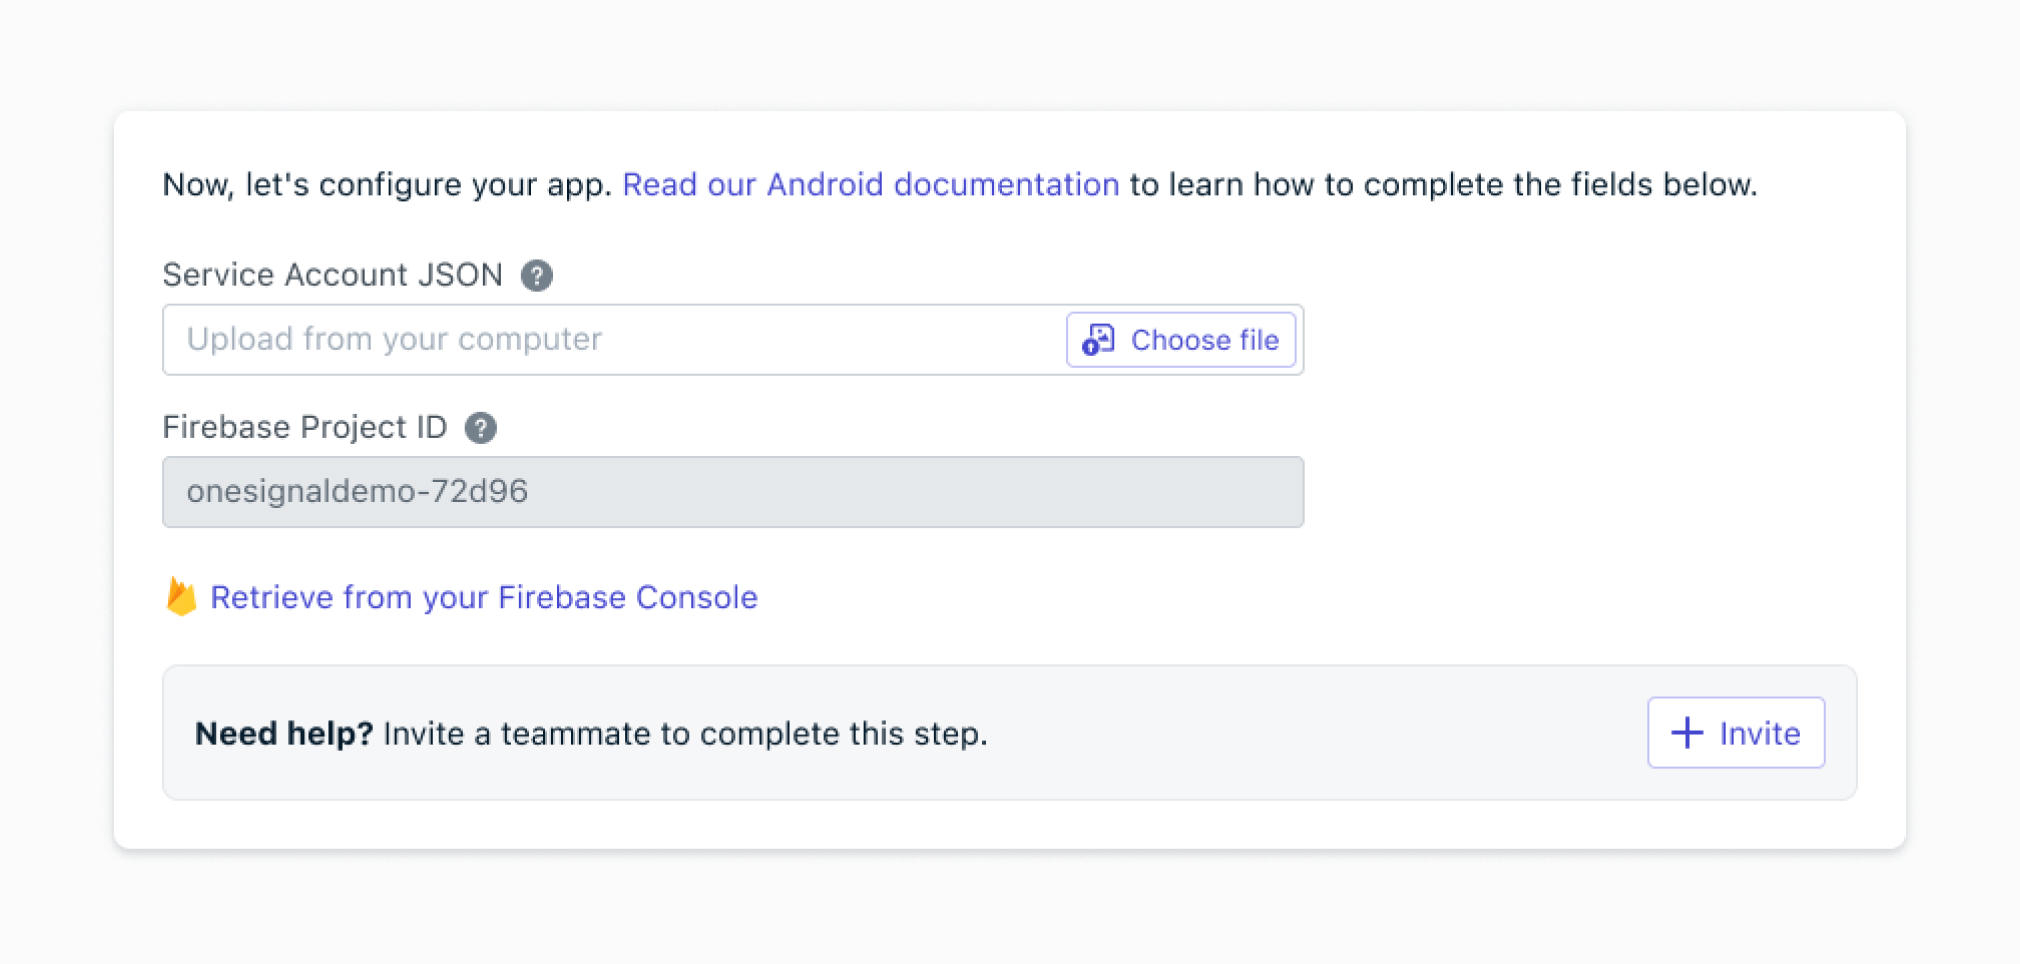 Now, let's configure your app. Read our Android documentation to learn how to complete the fields below.
Service Account JSON ?
Upload from your computer Choose file
Firebase Project ID ?
onesignaldemo-72d96
Retrieve from your Firebase Console
Need help? Invite a teammate to complete this step. + Invite